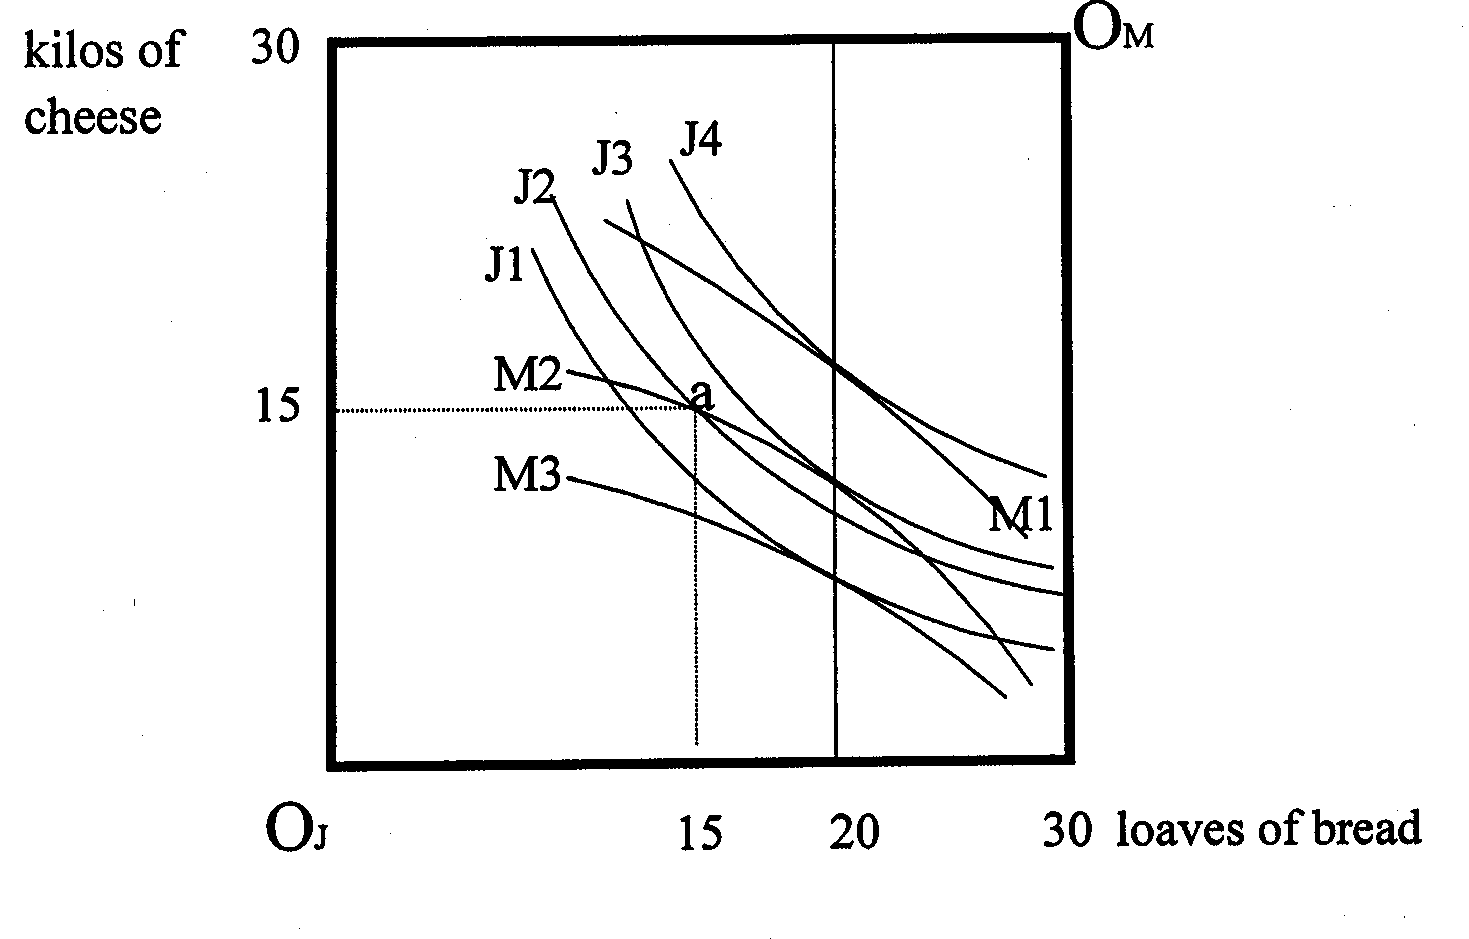 kilos of
cheese
30
OM
J4
J3
J2
J1
M2
a
15
M3
M1
OJ
15
20
30 loaves of bread